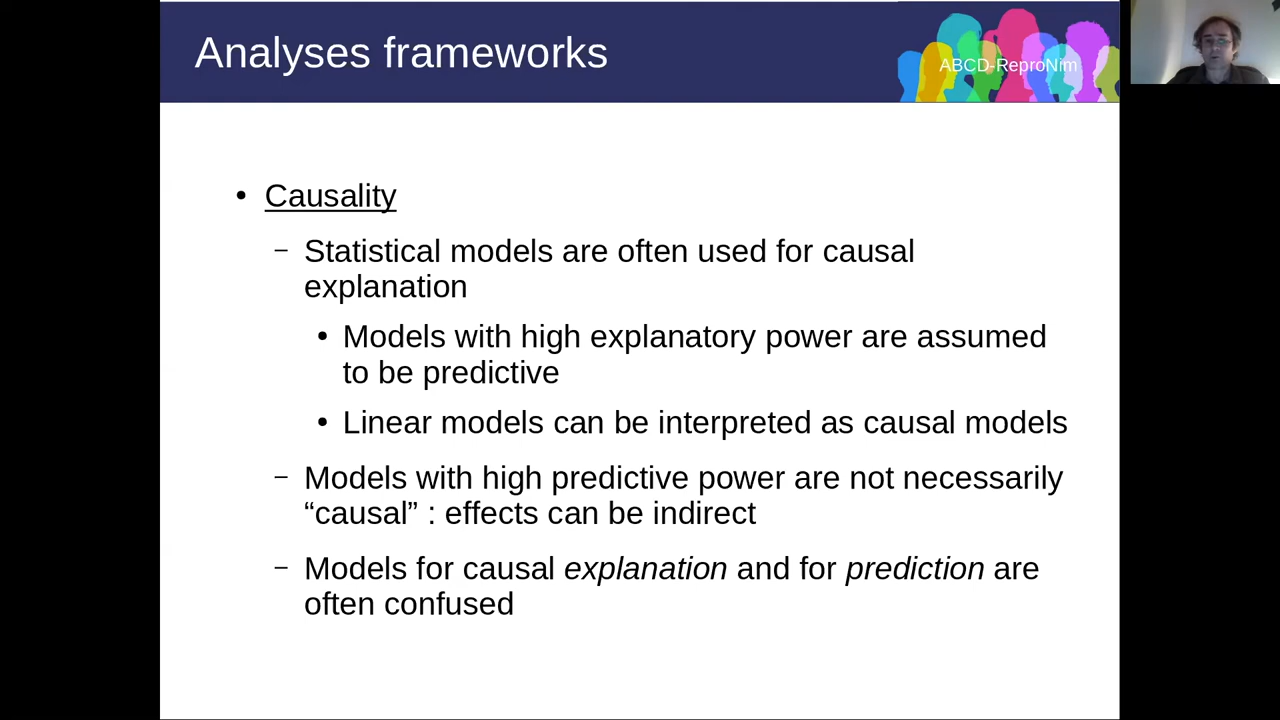 Analyses frameworks
ABCD-ReproNim
• Causality
– Statistical models are often used for causal
explanation
• Models with high explanatory power are assumed
to be predictive
• Linear models can be interpreted as causal models
– Models with high predictive power are not necessarily
“causal” : effects can be indirect
– Models for causal explanation and for prediction are
often confused